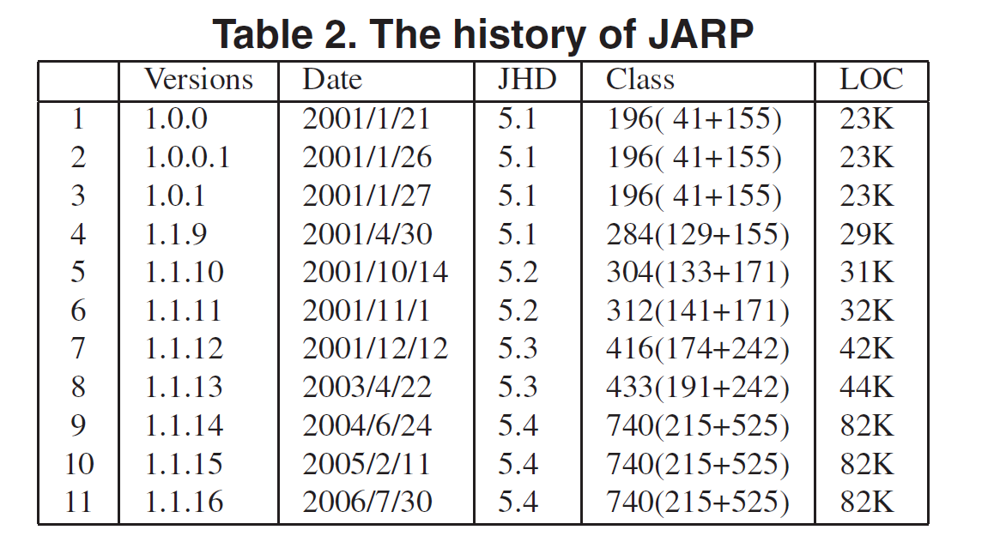 Table 2. The history of JARP
Versions Date JHD Class LOC
1 1.0.0 2001/1/21 5.1 196( 41+155) 23K
2 1.0.0.1 2001/1/26 5.1 196( 41+155) 23K
3 1.0.1 2001/1/27 5.1 196( 41+155) 23K
4 1.1.9 2001/4/30 5.1 284(129+155) 29K
5 1.1.10 2001/10/14 5.2 304(133+171) 31K
6 1.1.11 2001/11/1 5.2 312(141+171) 32K
7 1.1.12 2001/12/12 5.3 416(174+242) 42K
8 1.1.13 2003/4/22 5.3 433(191+242) 44K
9 1.1.14 2004/6/24 5.4 740(215+525) 82K
10 1.1.15 2005/2/11 5.4 740(215+525) 82K
11 1.1.16 2006/7/30 5.4 740(215+525) 82K